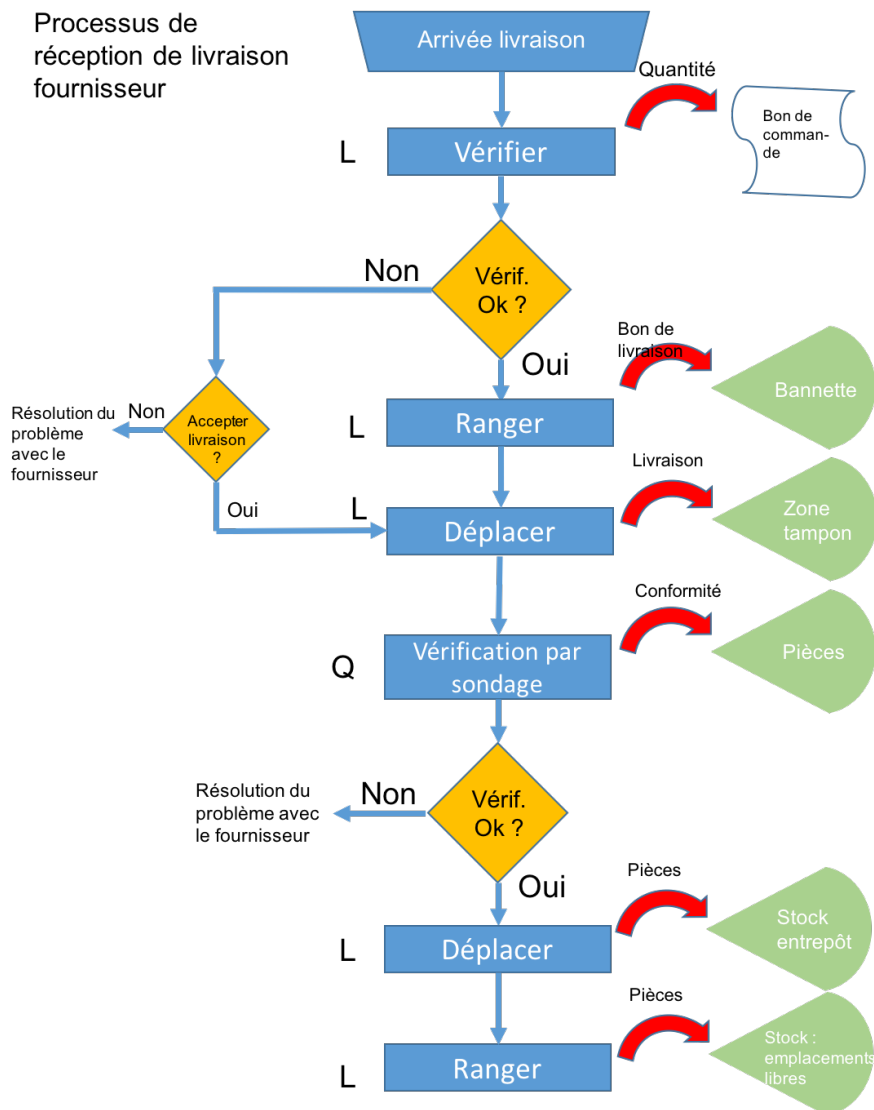 Processus de
réception de livraison
fournisseur
Arrivée livraison
Quantité
Bon de
comman-
de
L
Vérifier
Non
Vérif.
Ok ?
Oui
Bon de
livraison
Bannette
Résolution du
problème
avec le
fournisseur
Non
Accepter
livraison
?
L
Ranger
Livraison
Oui
L
Déplacer
Zone
tampon
Conformité
Q
Vérification par
sondage
Pièces
Résolution du
problème avec
le fournisseur
Non
Vérif.
Ok ?
Oui
Pièces
L
Déplacer
Stock
entrepôt
Pièces
L
Ranger
Stock :
emplacements
libres